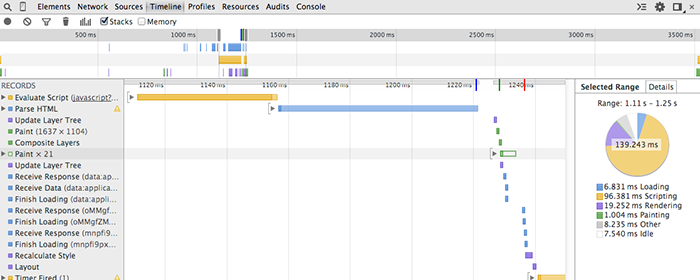 Elements Network Sources Timeline Profiles Resources Audits Console
Stacks Memory
500 ms 1000 ms 1500 ms 2000 ms 2500 ms 3000 ms 3500 ms
RECORDS 1120 ms 1140 ms 1160 ms 1180 ms 1200 ms 1220 ms 1240 ms
Evaluate Script (javascript?...
Parse HTML
Update Layer Tree
Paint (1637 × 1104)
Composite Layers
Paint × 21
Update Layer Tree
Receive Response (data:app...
Receive Data (data:applica...
Finish Loading (data:applic...
Receive Response (oMMgf...
Finish Loading (oMMgfZM...
Receive Response (mnpfi9...
Finish Loading (mnpfi9px...
Recalculate Style
Layout
Timer Fired (1)
Selected Range Details
Range: 1.11 s – 1.25 s
139.243 ms
6.831 ms Loading
96.381 ms Scripting
19.252 ms Rendering
1.004 ms Painting
8.235 ms Other
7.540 ms Idle